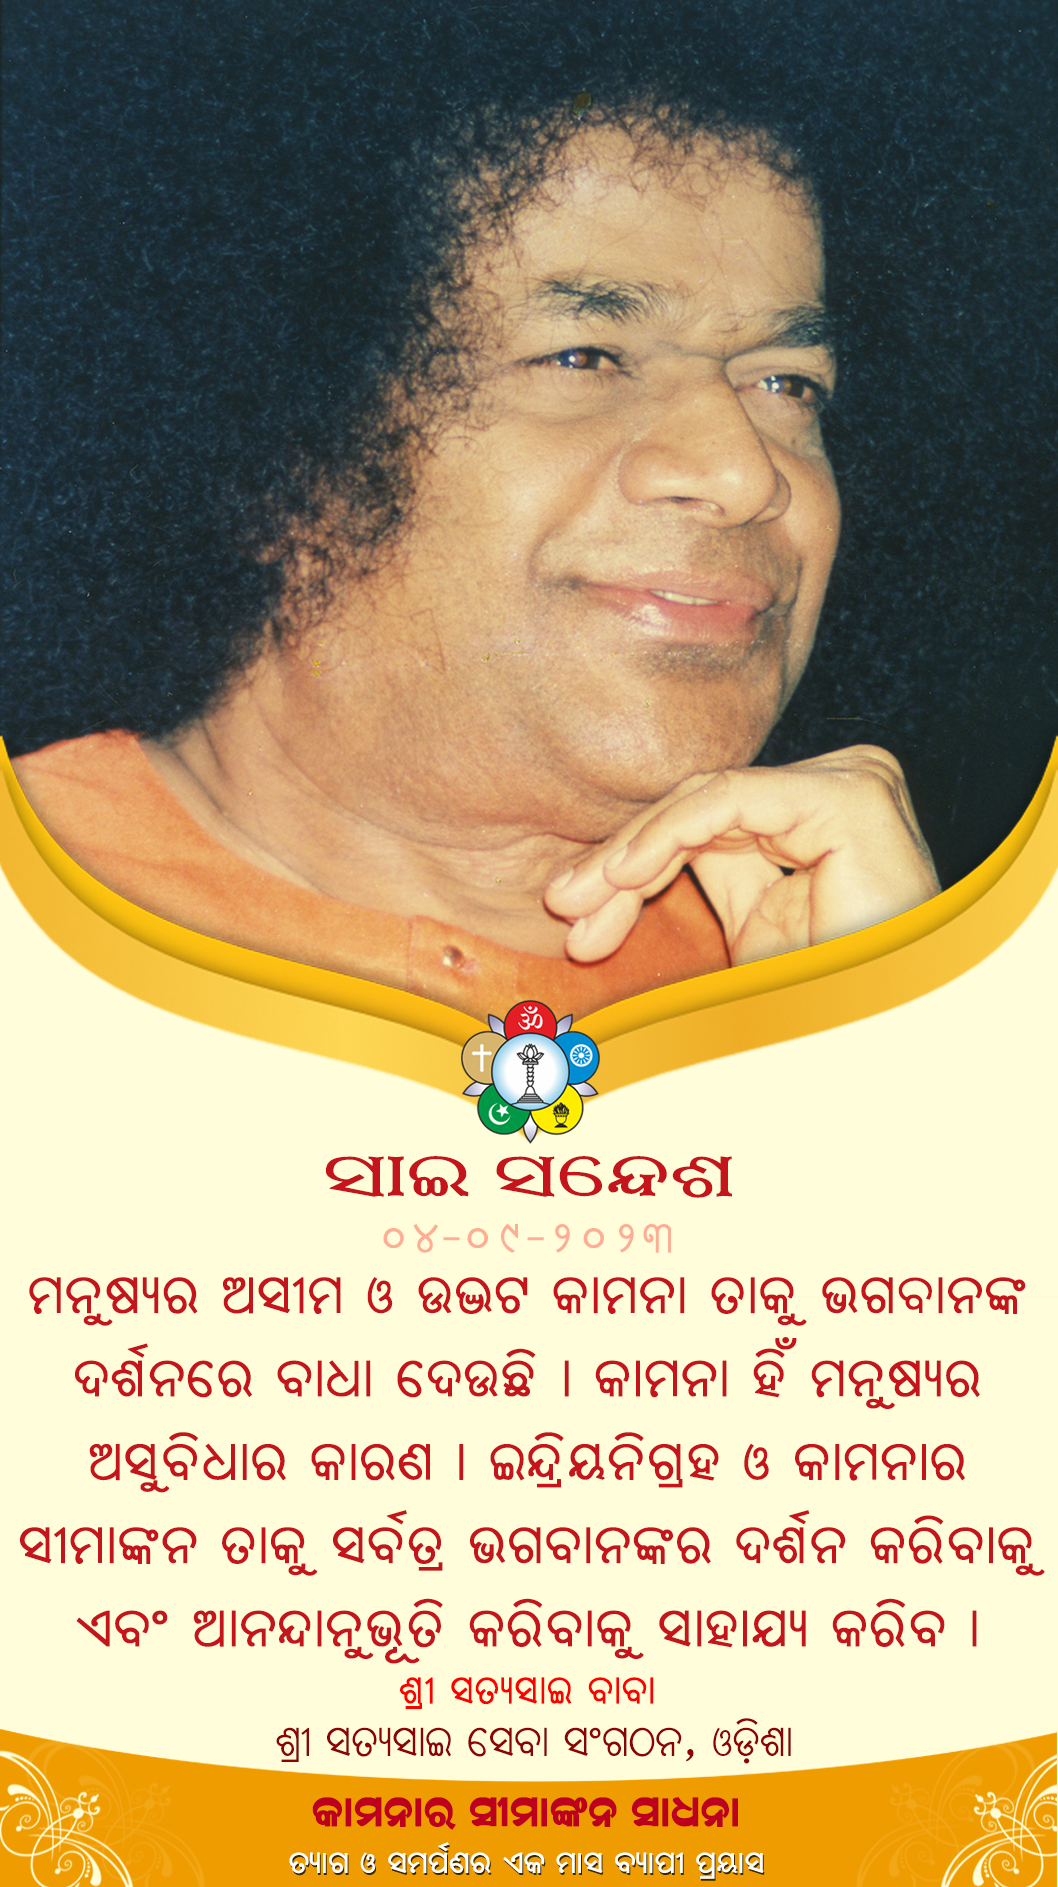 ॐ
ସାଇ ସନ୍ଦେଶ
୦୪-୦୯-୨୦୨୩
ମନୁଷ୍ୟର ଅସୀମ ଓ ଉଦ୍ଭଟ କାମନା ତାକୁ ଭଗବାନଙ୍କ
ଦର୍ଶନରେ ବାଧା ଦେଉଛି । କାମନା ହିଁ ମନୁଷ୍ୟର
ଅସୁବିଧାର କାରଣ । ଇନ୍ଦ୍ରିୟନିଗ୍ରହ ଓ କାମନାର
ସୀମାଙ୍କନ ତାକୁ ସର୍ବତ୍ର ଭଗବାନଙ୍କର ଦର୍ଶନ କରିବାକୁ
ଏବଂ ଆନନ୍ଦାନୁଭୂତି କରିବାକୁ ସାହାଯ୍ୟ କରିବ ।
ଶ୍ରୀ ସତ୍ୟସାଇ ବାବା
ଶ୍ରୀ ସତ୍ୟସାଇ ସେବା ସଂଗଠନ, ଓଡ଼ିଶା
କାମନାର ସୀମାଙ୍କନ ସାଧନା
ତ୍ୟାଗ ଓ ସମର୍ପଣର ଏକ ମାସ ବ୍ୟାପୀ ପ୍ରୟାସ